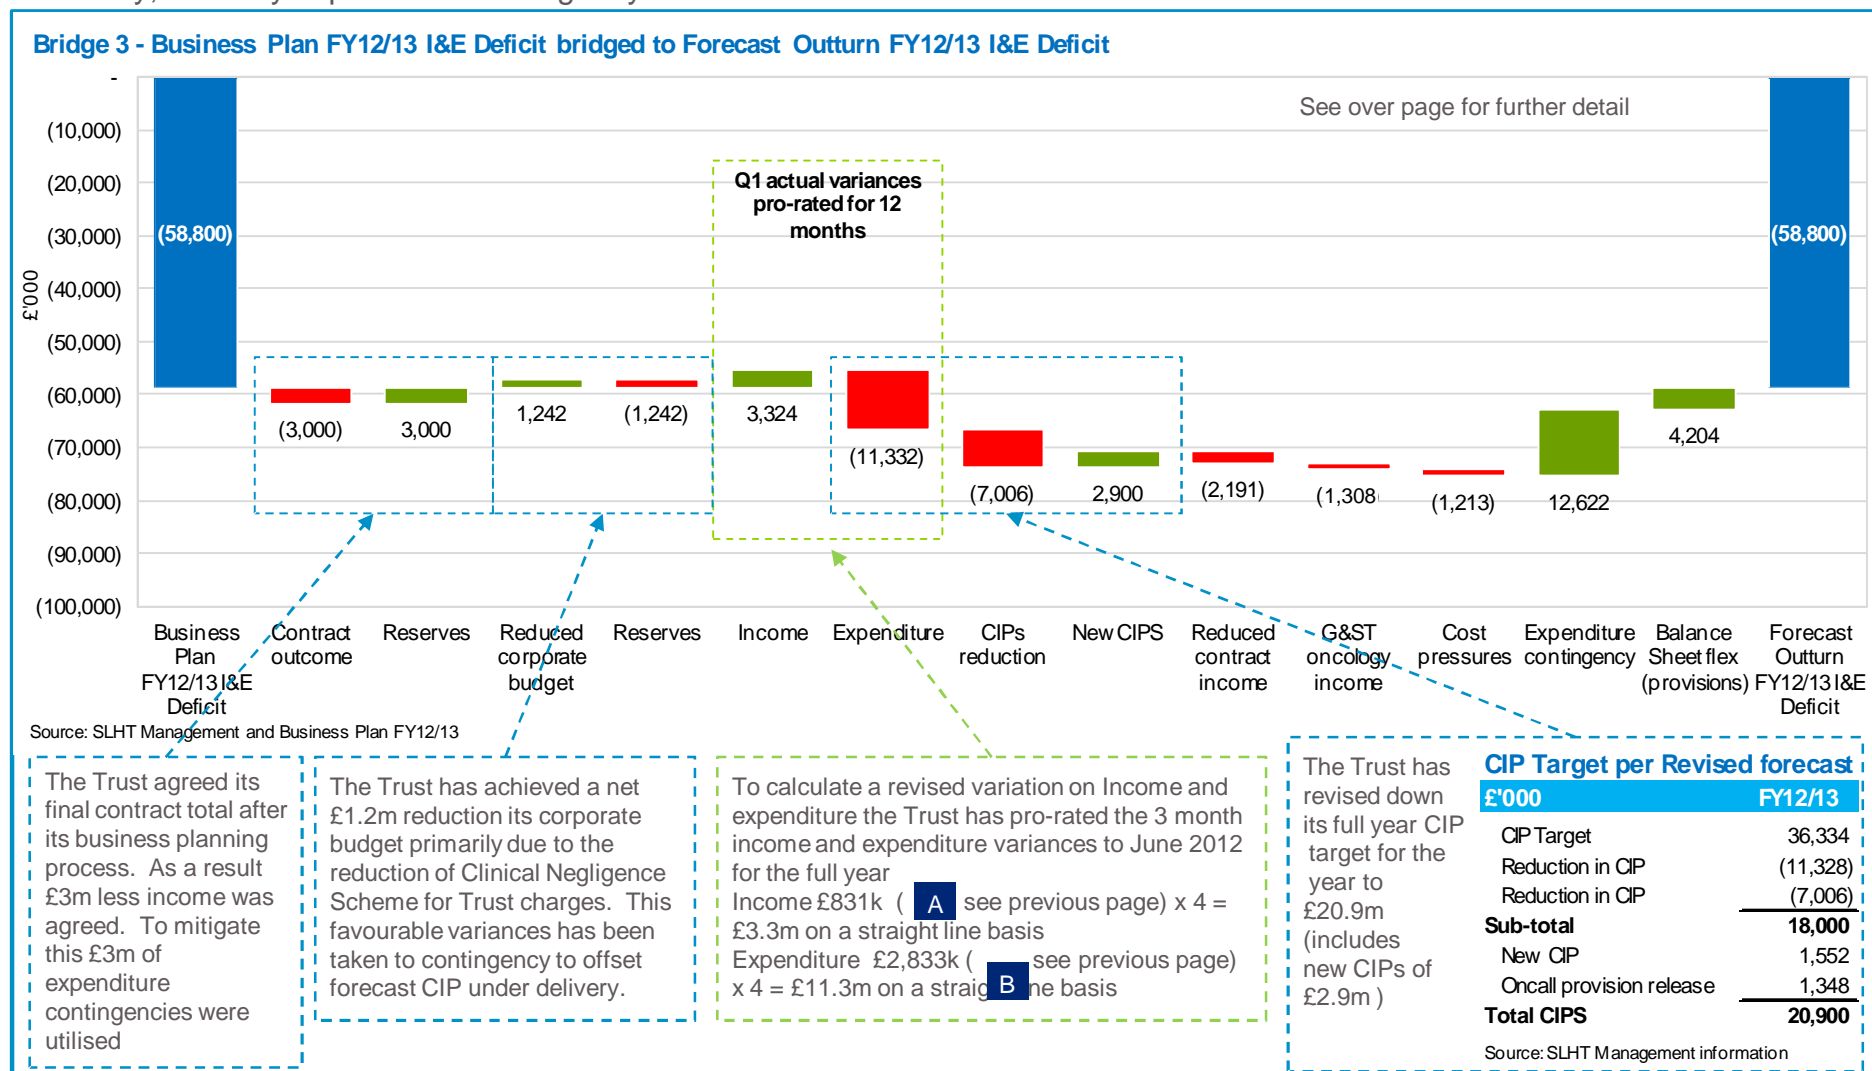 Bridge 3 - Business Plan FY12/13 I&E Deficit bridged to Forecast Outturn FY12/13 I&E Deficit
See over page for further detail
£'000
-
(10,000)
(20,000)
(30,000)
(40,000)
(50,000)
(60,000)
(70,000)
(80,000)
(90,000)
(100,000)
Q1 actual variances
pro-rated for 12
months
(58,800)
(3,000)
3,000
1,242
(1,242)
3,324
(11,332)
(7,006)
2,900
(2,191)
(1,308)
(1,213)
12,622
4,204
(58,800)
Business
Plan
FY12/13 I&E
Deficit
Contract
outcome
Reserves
Reduced
corporate
budget
Reserves
Income
Expenditure
CIPs
reduction
New CIPS
Reduced
contract
income
G&ST
oncology
income
Cost
pressures
Expenditure
contingency
Balance
Sheet flex
(provisions)
Forecast
Outturn
FY12/13 I&E
Deficit
Source: SLHT Management and Business Plan FY12/13
The Trust agreed its
final contract total after
its business planning
process. As a result
£3m less income was
agreed. To mitigate
this £3m of
expenditure
contingencies were
utilised
The Trust has achieved a net
£1.2m reduction its corporate
budget primarily due to the
reduction of Clinical Negligence
Scheme for Trust charges. This
favourable variances has been
taken to contingency to offset
forecast CIP under delivery.
To calculate a revised variation on Income and
expenditure the Trust has pro-rated the 3 month
income and expenditure variances to June 2012
for the full year
Income £831k ( A see previous page) x 4 =
£3.3m on a straight line basis
Expenditure £2,833k ( B see previous page)
x 4 = £11.3m on a straig ne basis
The Trust has
revised down
its full year CIP
target for the
year to
£20.9m
(includes
new CIPs of
£2.9m )
CIP Target per Revised forecast
£'000 FY12/13
CIP Target 36,334
Reduction in CIP (11,328)
Reduction in CIP (7,006)
Sub-total 18,000
New CIP 1,552
Oncall provision release 1,348
Total CIPS 20,900
Source: SLHT Management information